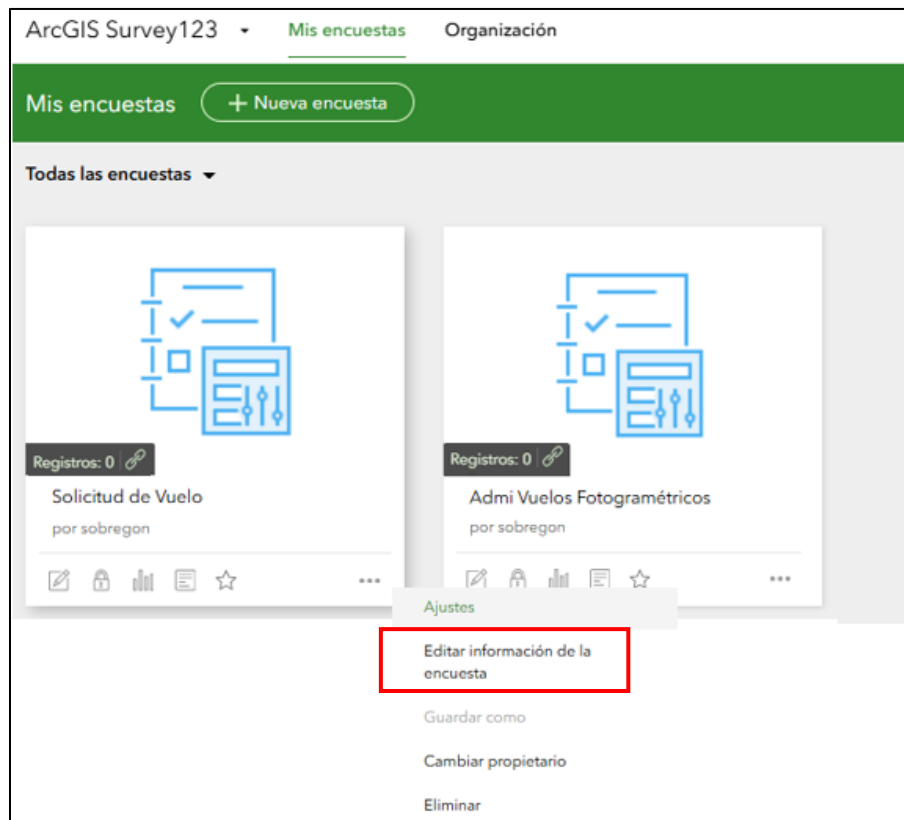 ArcGIS Survey123 Mis encuestas Organización
Mis encuestas + Nueva encuesta
Todas las encuestas
Registros: 0
Solicitud de Vuelo
por sobregon
Registros: 0
Admi Vuelos Fotogramétricos
por sobregon
Ajustes
Editar información de la
encuesta
Guardar como
Cambiar propietario
Eliminar